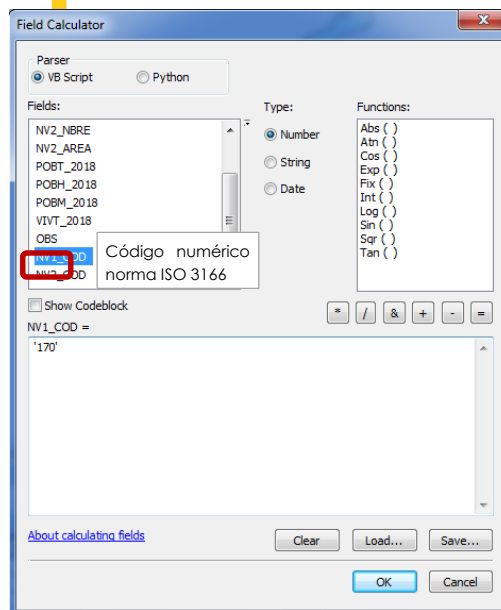 Field Calculator
Parser
VB Script
Python
Fields:
Type:
Functions:
NV2_NBRE
NV2_AREA
POBT_2018
POBH_2018
POBM_2018
VIVT_2018
OBS
NV1_COD
NV2_COD
Number
String
Date
Abs ( )
Atn ( )
Cos ( )
Exp ( )
Fix ( )
Int ( )
Log ( )
Sin ( )
Sqr ( )
Tan ( )
Código numérico
norma ISO 3166
Show Codeblock
* / & + - =
NV1_COD =
'170'
About calculating fields
Clear
Load...
Save...
OK
Cancel